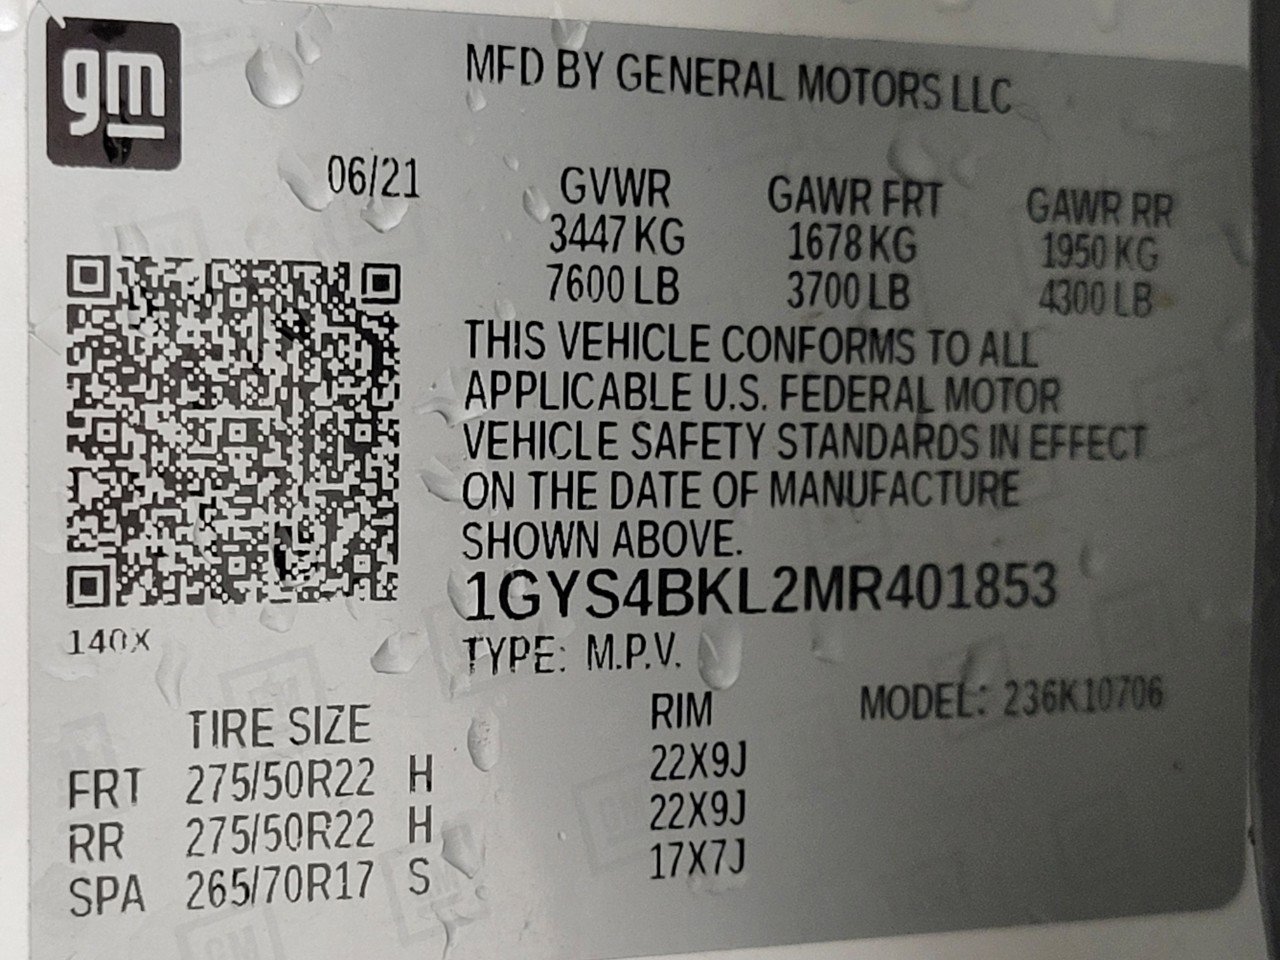 gm
MFD BY GENERAL MOTORS LLC
06/21
GVWR GAWR FRT GAWR RR
3447 KG 1678 KG 1950 KG
7600 LB 3700 LB 4300 LB
THIS VEHICLE CONFORMS TO ALL
APPLICABLE U.S. FEDERAL MOTOR
VEHICLE SAFETY STANDARDS IN EFFECT
ON THE DATE OF MANUFACTURE
SHOWN ABOVE.
1GYS4BKL2MR401853
140X
TYPE: M.P.V.
MODEL: 236K10706
TIRE SIZE RIM
FRT 275/50R22 H 22X9J
RR 275/50R22 H 22X9J
SPA 265/70R17 S 17X7J